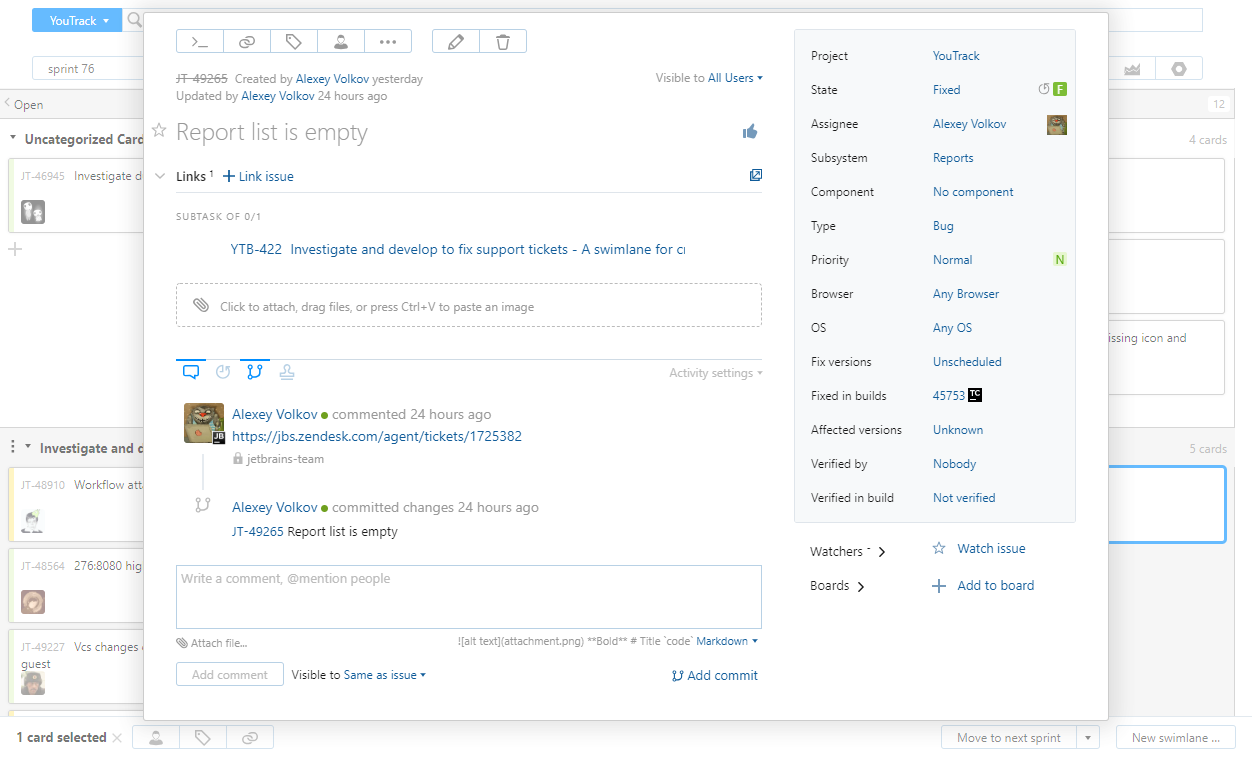 YouTrack
sprint 76
Open
12
Uncategorized Card
4 cards
JT-46945 Investigate d
issing icon and
Investigate and d
5 cards
JT-48910 Workflow atta
JT-48564 276:8080 hig
JT-49227 Vcs changes
guest
JT-49265 Created by Alexey Volkov yesterday
Updated by Alexey Volkov 24 hours ago
Visible to All Users
Report list is empty
Links 1 Link issue
SUBTASK OF 0/1
YTB-422 Investigate and develop to fix support tickets - A swimlane for cr
Click to attach, drag files, or press Ctrl+V to paste an image
Activity settings
JB
Alexey Volkov commented 24 hours ago
https://jbs.zendesk.com/agent/tickets/1725382
jetbrains-team
Alexey Volkov committed changes 24 hours ago
JT-49265 Report list is empty
Write a comment, @mention people
Attach file...
![alt text](attachment.png) **Bold** # Title `code` Markdown
Add comment
Visible to Same as issue
Add commit
Project YouTrack
State Fixed F
Assignee Alexey Volkov
Subsystem Reports
Component No component
Type Bug
Priority Normal N
Browser Any Browser
OS Any OS
Fix versions Unscheduled
Fixed in builds 45753 TC
Affected versions Unknown
Verified by Nobody
Verified in build Not verified
Watchers - Watch issue
Boards Add to board
1 card selected
Move to next sprint
New swimlane ...